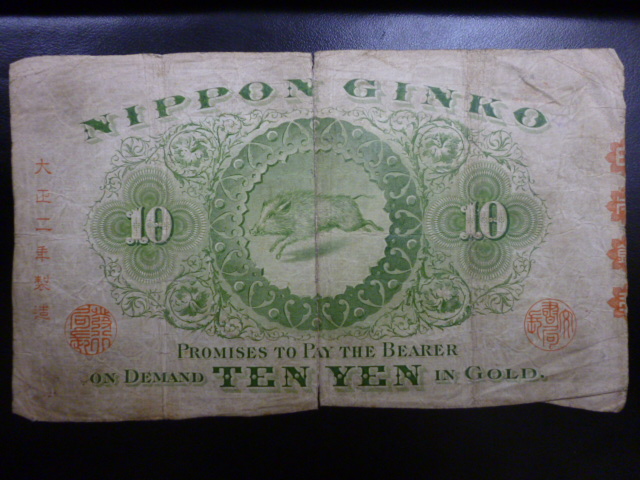 NIPPON GINKO
大正二年製造
10
10
PROMISES TO PAY THE BEARER
ON DEMAND TEN YEN IN GOLD.